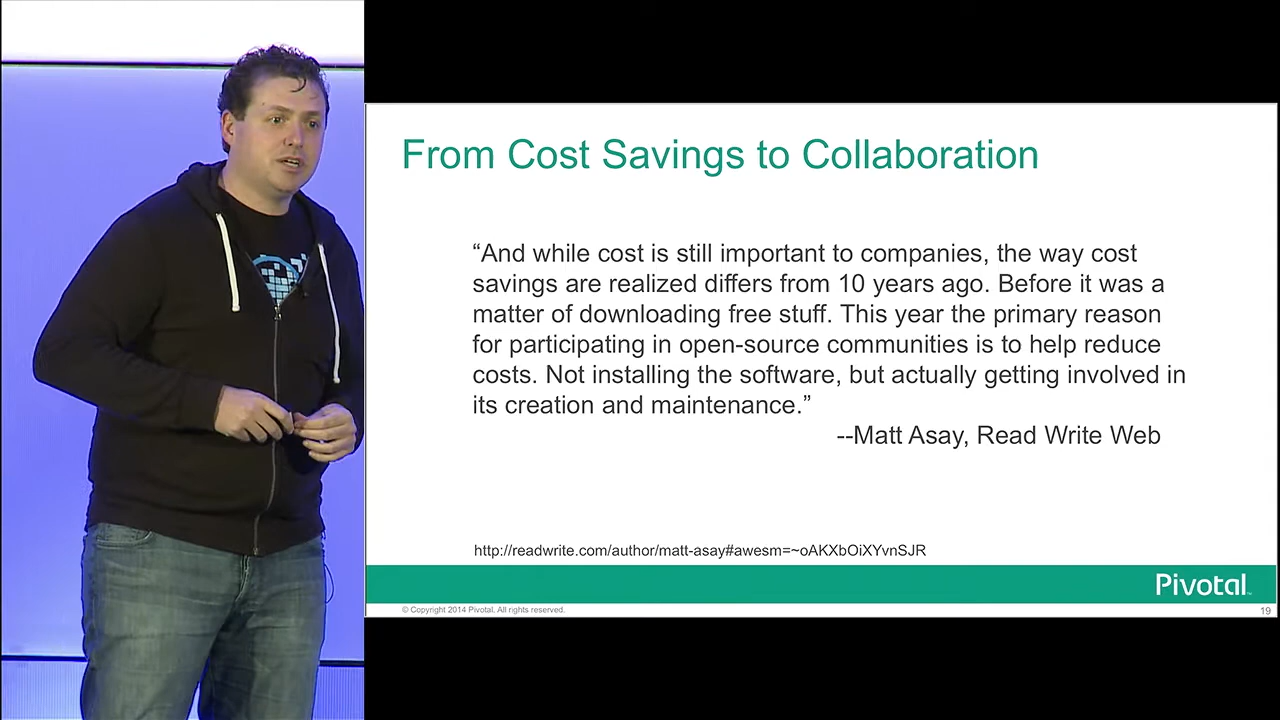 From Cost Savings to Collaboration
“And while cost is still important to companies, the way cost
savings are realized differs from 10 years ago. Before it was a
matter of downloading free stuff. This year the primary reason
for participating in open-source communities is to help reduce
costs. Not installing the software, but actually getting involved in
its creation and maintenance.”
--Matt Asay, Read Write Web
http://readwrite.com/author/matt-asay#awesm=~oAKXbOiXYvnSJR
Pivotal™
© Copyright 2014 Pivotal. All rights reserved.
19